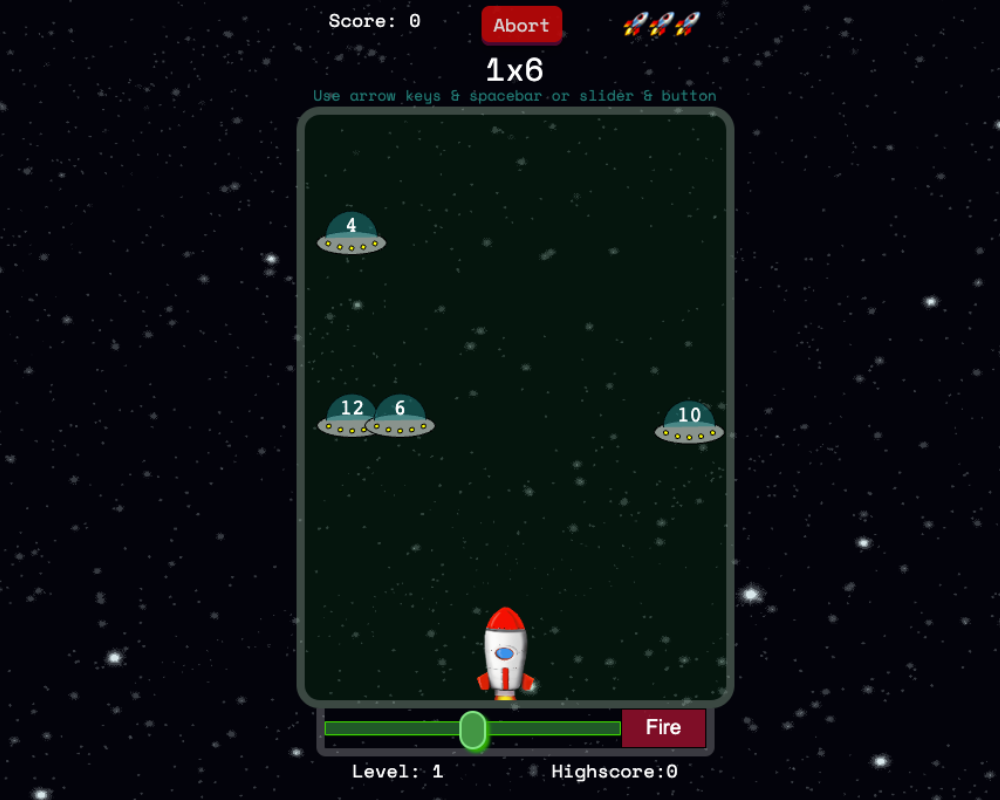 Score: 0
Abort
1x6
Use arrow keys & spacebar or slider & button
4
12
6
10
Fire
Level: 1
Highscore:0